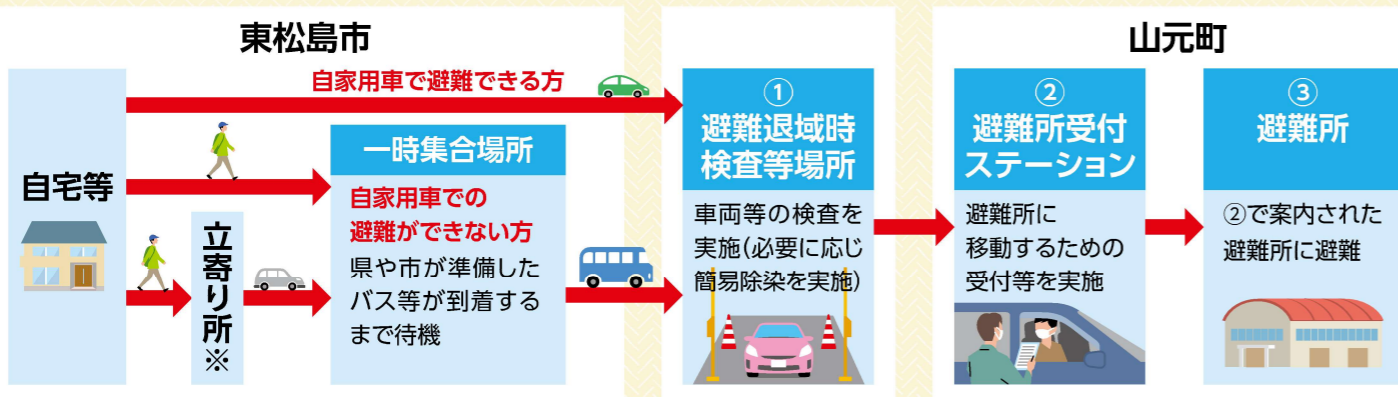 東松島市
山元町
自家用車で避難できる方
自宅等
立寄り所※
一時集合場所
自家用車での
避難ができない方
県や市が準備した
バス等が到着する
まで待機
①
避難退域時
検査等場所
車両等の検査を
実施(必要に応じ
簡易除染を実施)
②
避難所受付
ステーション
避難所に
移動するための
受付等を実施
③
避難所
②で案内された
避難所に避難